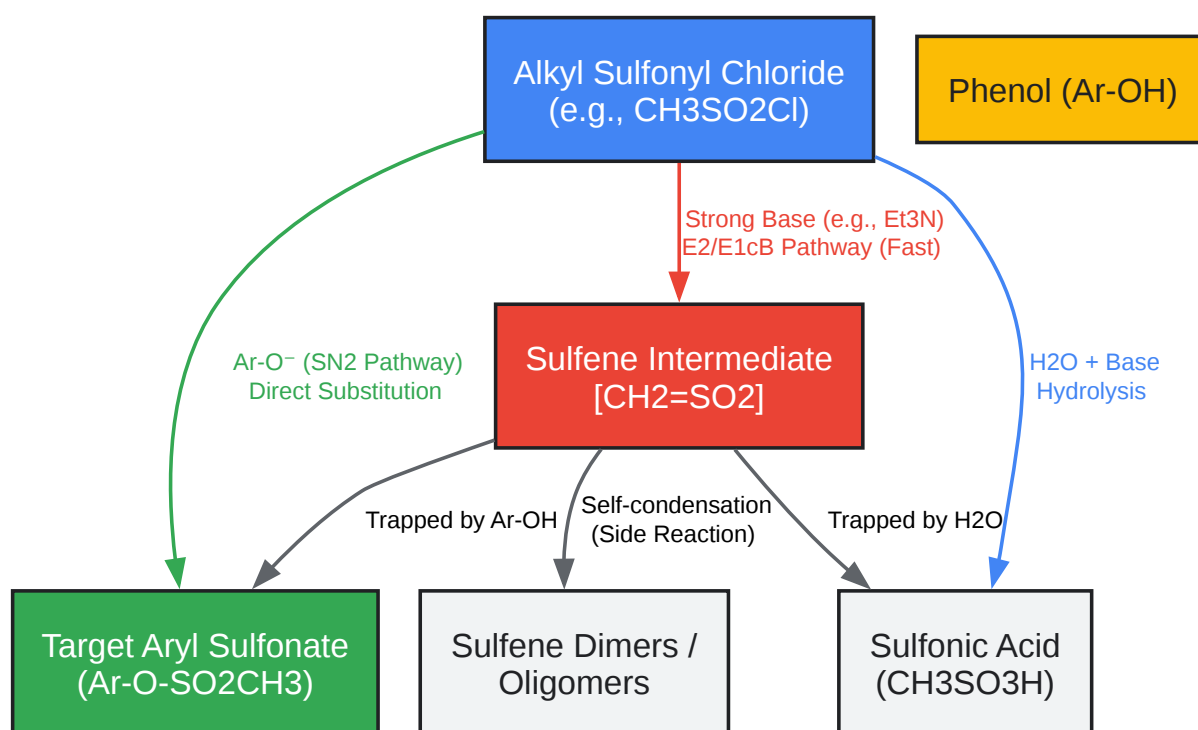 Alkyl Sulfonyl Chloride
(e.g., CH3SO2Cl)
Phenol (Ar-OH)
Strong Base (e.g., Et3N)
E2/E1cB Pathway (Fast)
Ar-O⁻ (SN2 Pathway)
Direct Substitution
Sulfene Intermediate
[CH2=SO2]
H2O + Base
Hydrolysis
Trapped by Ar-OH
Self-condensation
(Side Reaction)
Trapped by H2O
Target Aryl Sulfonate
(Ar-O-SO2CH3)
Sulfene Dimers /
Oligomers
Sulfonic Acid
(CH3SO3H)